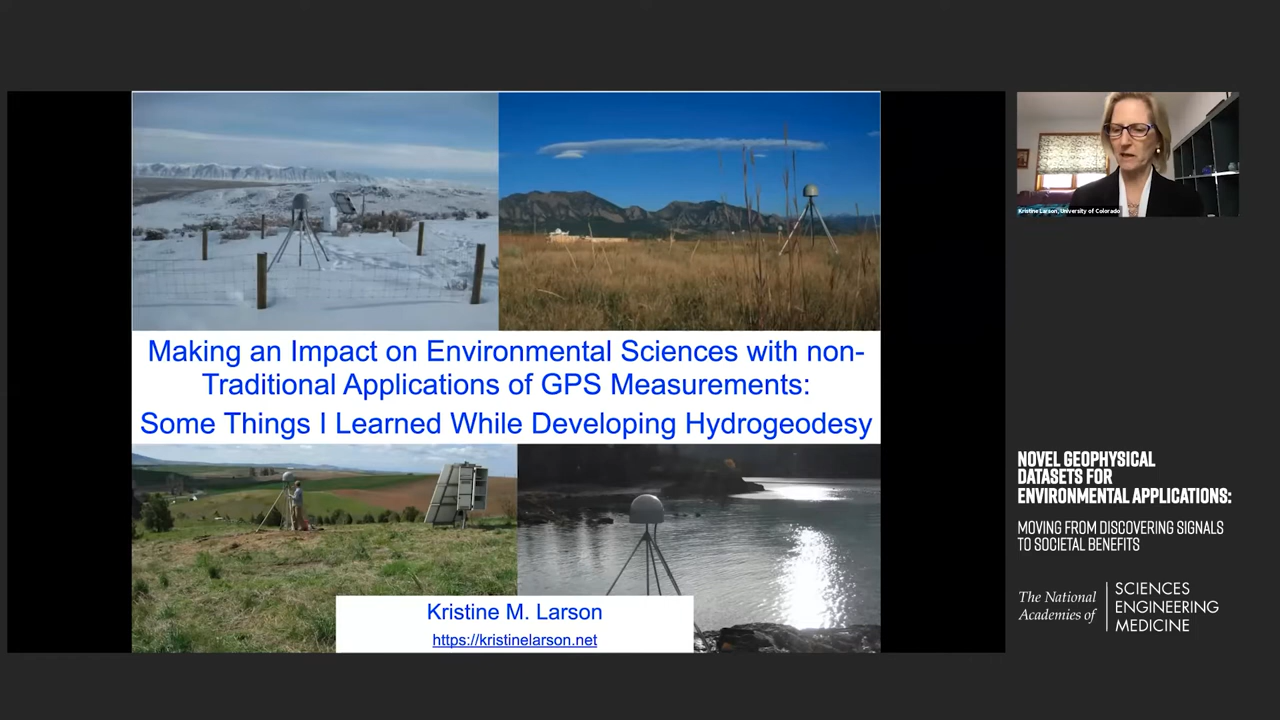 Making an Impact on Environmental Sciences with non-
Traditional Applications of GPS Measurements:
Some Things I Learned While Developing Hydrogeodesy
Kristine M. Larson
https://kristinelarson.net
Kristine Larson, University of Colorado
NOVEL GEOPHYSICAL
DATASETS FOR
ENVIRONMENTAL APPLICATIONS:
MOVING FROM DISCOVERING SIGNALS
TO SOCIETAL BENEFITS
The National
Academies of
SCIENCES
ENGINEERING
MEDICINE